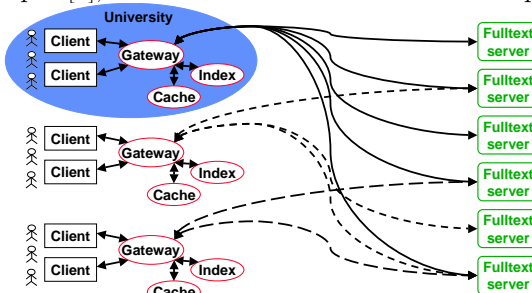 University
Client
Client
Gateway
Index
Cache
Client
Client
Gateway
Index
Cache
Client
Client
Gateway
Index
Cache
Fulltext
server
Fulltext
server
Fulltext
server
Fulltext
server
Fulltext
server
Fulltext
server